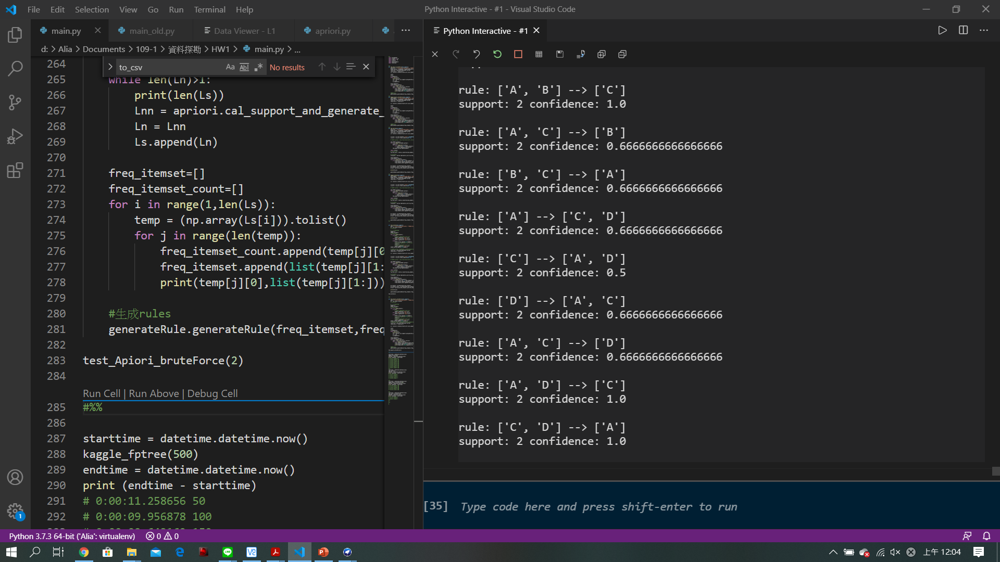 File Edit Selection View Go Run Terminal Help
Python Interactive - #1 - Visual Studio Code
main.py
main_old.py
Data Viewer - L1
apriori.py
d: > Alia > Documents > 109-1 > 資料探勘 > HW1 > main.py > ...
to_csv
Aa Abl .* No results
264
265 while len(Ln)>1:
266 print(len(Ls))
267 Lnn = apriori.cal_support_and_generate_
268 Ln = Lnn
269 Ls.append(Ln)
270
271 freq_itemset=[]
272 freq_itemset_count=[]
273 for i in range(1,len(Ls)):
274 temp = (np.array(Ls[i])).tolist()
275 for j in range(len(temp)):
276 freq_itemset_count.append(temp[j][0
277 freq_itemset.append(list(temp[j][1:
278 print(temp[j][0],list(temp[j][1:]))
279
280 #生成rules
281 generateRule.generateRule(freq_itemset,freq
282
283 test_Apiori_bruteForce(2)
284
Run Cell | Run Above | Debug Cell
285 #%%
286
287 starttime = datetime.datetime.now()
288 kaggle_fptree(500)
289 endtime = datetime.datetime.now()
290 print (endtime - starttime)
291 # 0:00:11.258656 50
292 # 0:00:09.956878 100
Python Interactive - #1
rule: ['A', 'B'] --> ['C']
support: 2 confidence: 1.0
rule: ['A', 'C'] --> ['B']
support: 2 confidence: 0.6666666666666666
rule: ['B', 'C'] --> ['A']
support: 2 confidence: 0.6666666666666666
rule: ['A'] --> ['C', 'D']
support: 2 confidence: 0.6666666666666666
rule: ['C'] --> ['A', 'D']
support: 2 confidence: 0.5
rule: ['D'] --> ['A', 'C']
support: 2 confidence: 0.6666666666666666
rule: ['A', 'C'] --> ['D']
support: 2 confidence: 0.6666666666666666
rule: ['A', 'D'] --> ['C']
support: 2 confidence: 1.0
rule: ['C', 'D'] --> ['A']
support: 2 confidence: 1.0
[35] Type code here and press shift-enter to run
1
Python 3.7.3 64-bit ('Alia': virtualenv) 0 0
上午 12:04